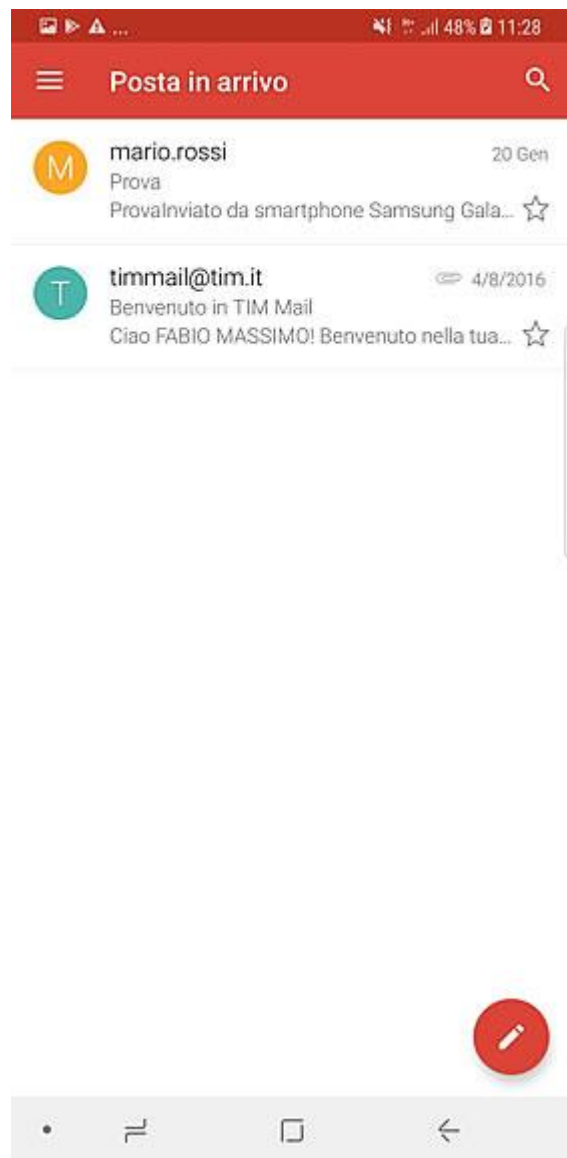 ... 48% 11:28
Posta in arrivo
M mario.rossi 20 Gen
Prova
ProvaInviato da smartphone Samsung Gala...
T timmail@tim.it 4/8/2016
Benvenuto in TIM Mail
Ciao FABIO MASSIMO! Benvenuto nella tua...